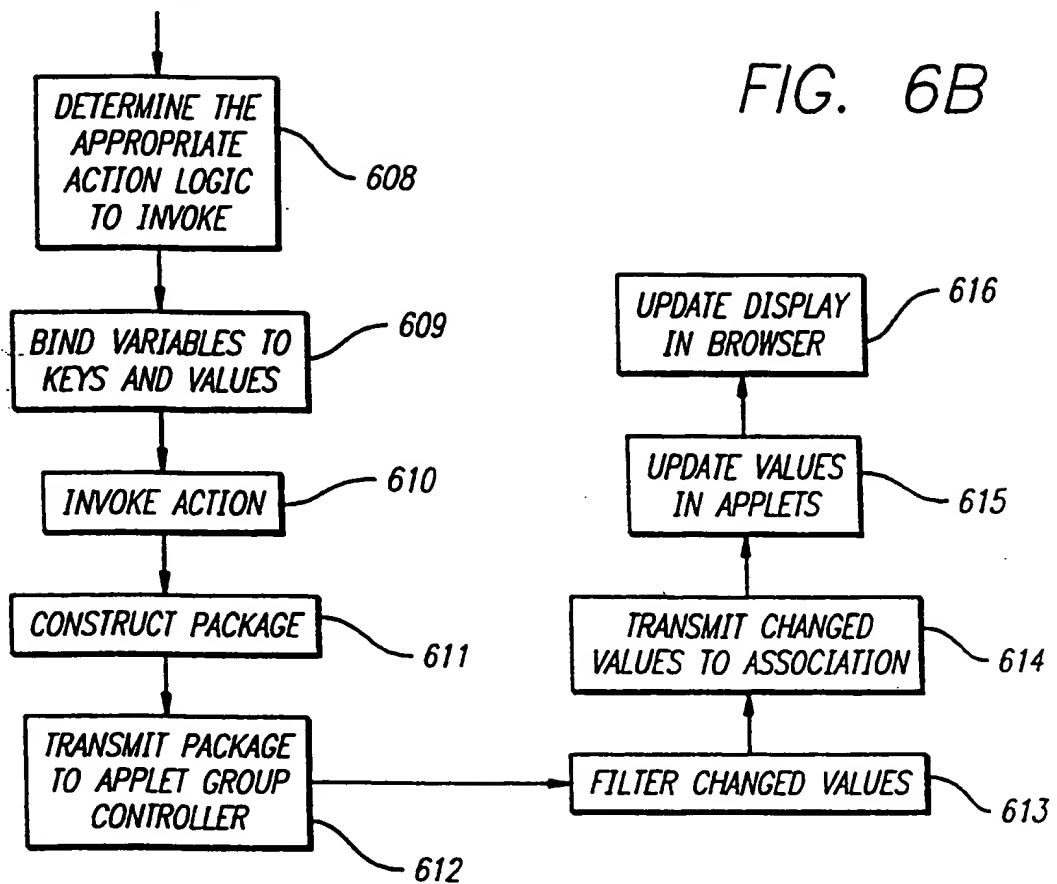 FIG. 6B
DETERMINE THE
APPROPRIATE
ACTION LOGIC
TO INVOKE
608
BIND VARIABLES TO
KEYS AND VALUES
609
INVOKE ACTION
610
CONSTRUCT PACKAGE
611
TRANSMIT PACKAGE
TO APPLET GROUP
CONTROLLER
612
FILTER CHANGED VALUES
613
TRANSMIT CHANGED
VALUES TO ASSOCIATION
614
UPDATE VALUES
IN APPLETS
615
UPDATE DISPLAY
IN BROWSER
616